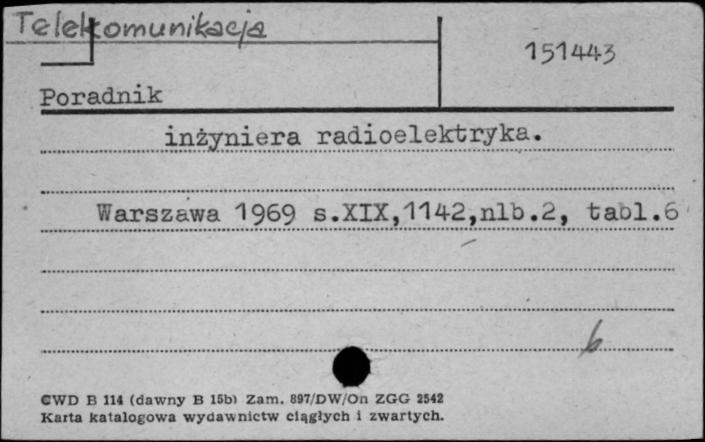 Telekomunikacja
151443
Poradnik
inżyniera radioelektryka.
Warszawa 1969 s.XIX,1142,nlb.2, tabl.6
b
CWD B 114 (dawny B 15b) Zam. 897/DW/On ZGG 2542
Karta katalogowa wydawnictw ciągłych i zwartych.